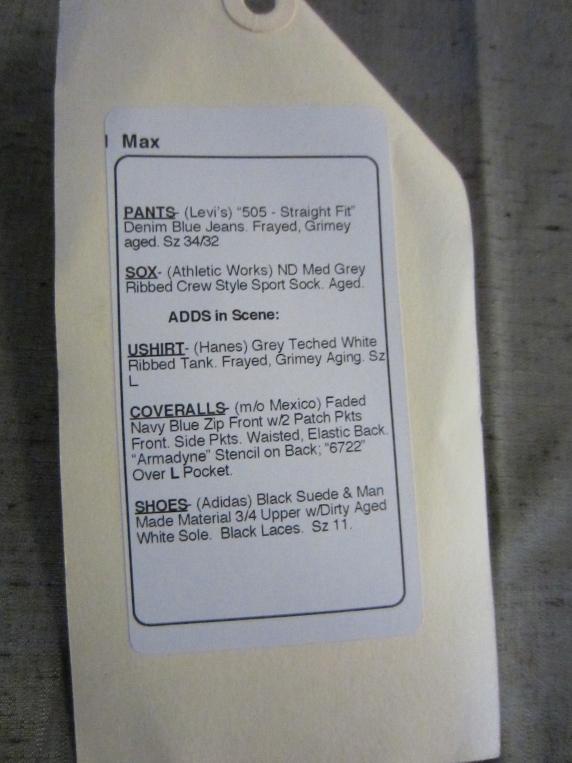 Max
PANTS- (Levi's) "505 - Straight Fit"
Denim Blue Jeans. Frayed, Grimey
aged. Sz 34/32
SOX- (Athletic Works) ND Med Grey
Ribbed Crew Style Sport Sock. Aged.
ADDS in Scene:
USHIRT- (Hanes) Grey Teched White
Ribbed Tank. Frayed, Grimey Aging. Sz
L
COVERALLS- (m/o Mexico) Faded
Navy Blue Zip Front w/2 Patch Pkts
Front. Side Pkts. Waisted, Elastic Back.
"Armadyne" Stencil on Back; "6722"
Over L Pocket.
SHOES- (Adidas) Black Suede & Man
Made Material 3/4 Upper w/Dirty Aged
White Sole. Black Laces. Sz 11.